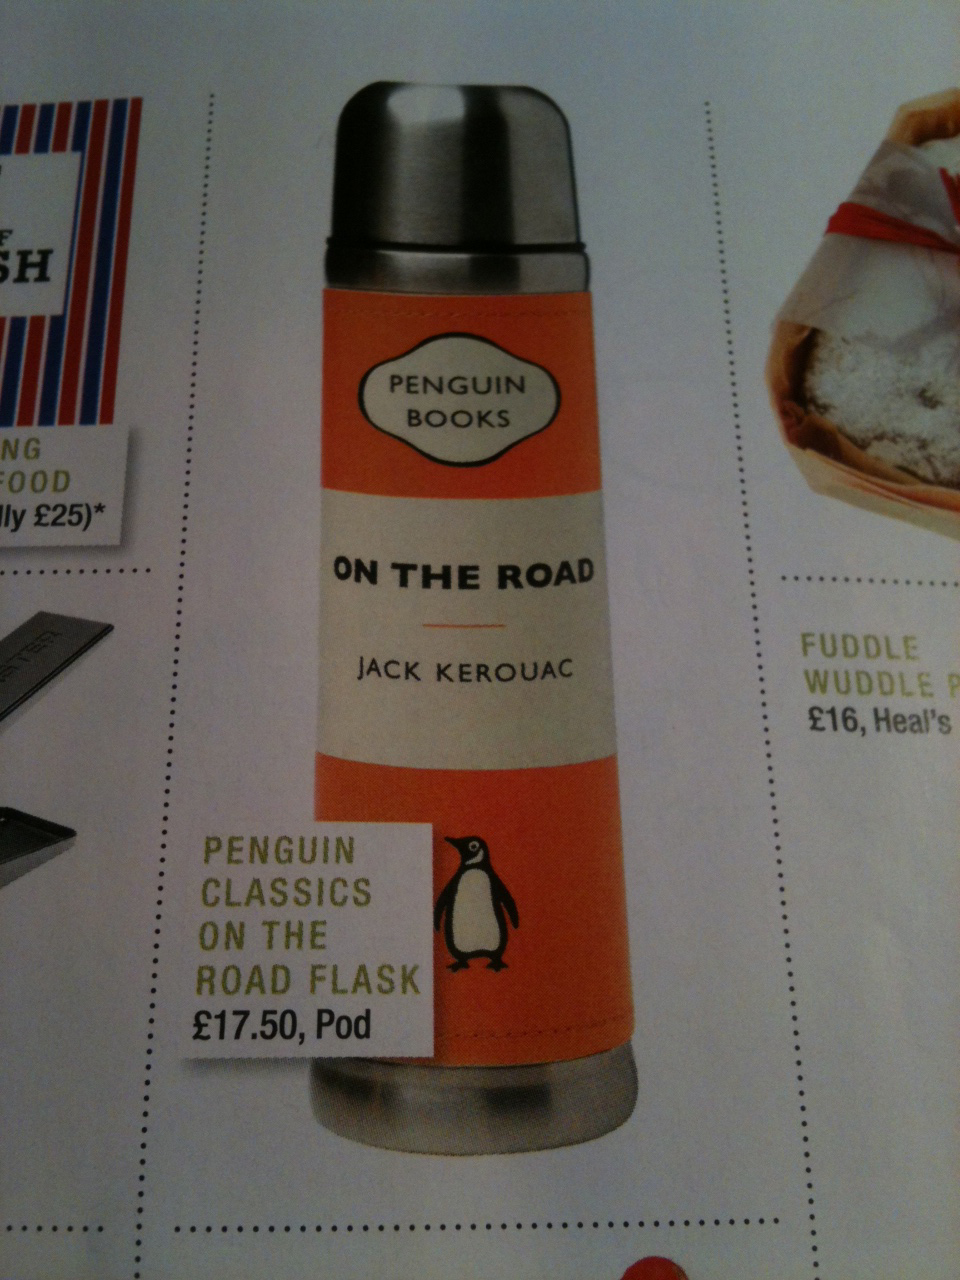 SH
NG
FOOD
lly £25)*
PENGUIN
BOOKS
ON THE ROAD
JACK KEROUAC
PENGUIN
CLASSICS
ON THE
ROAD FLASK
£17.50, Pod
FUDDLE
WUDDLE P
£16, Heal's